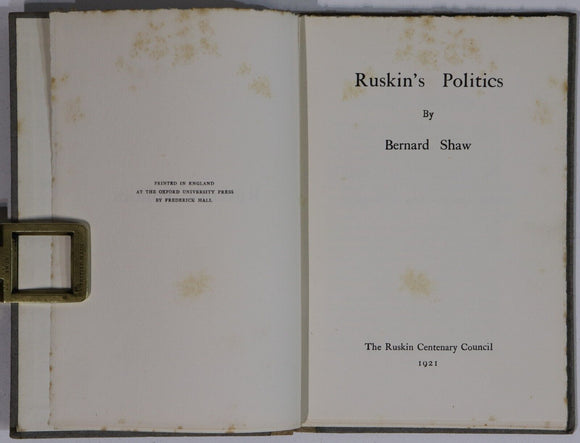 PRINTED IN ENGLAND
AT THE OXFORD UNIVERSITY PRESS
BY FREDERICK HALL
Ruskin's Politics
By
Bernard Shaw
The Ruskin Centenary Council
1921